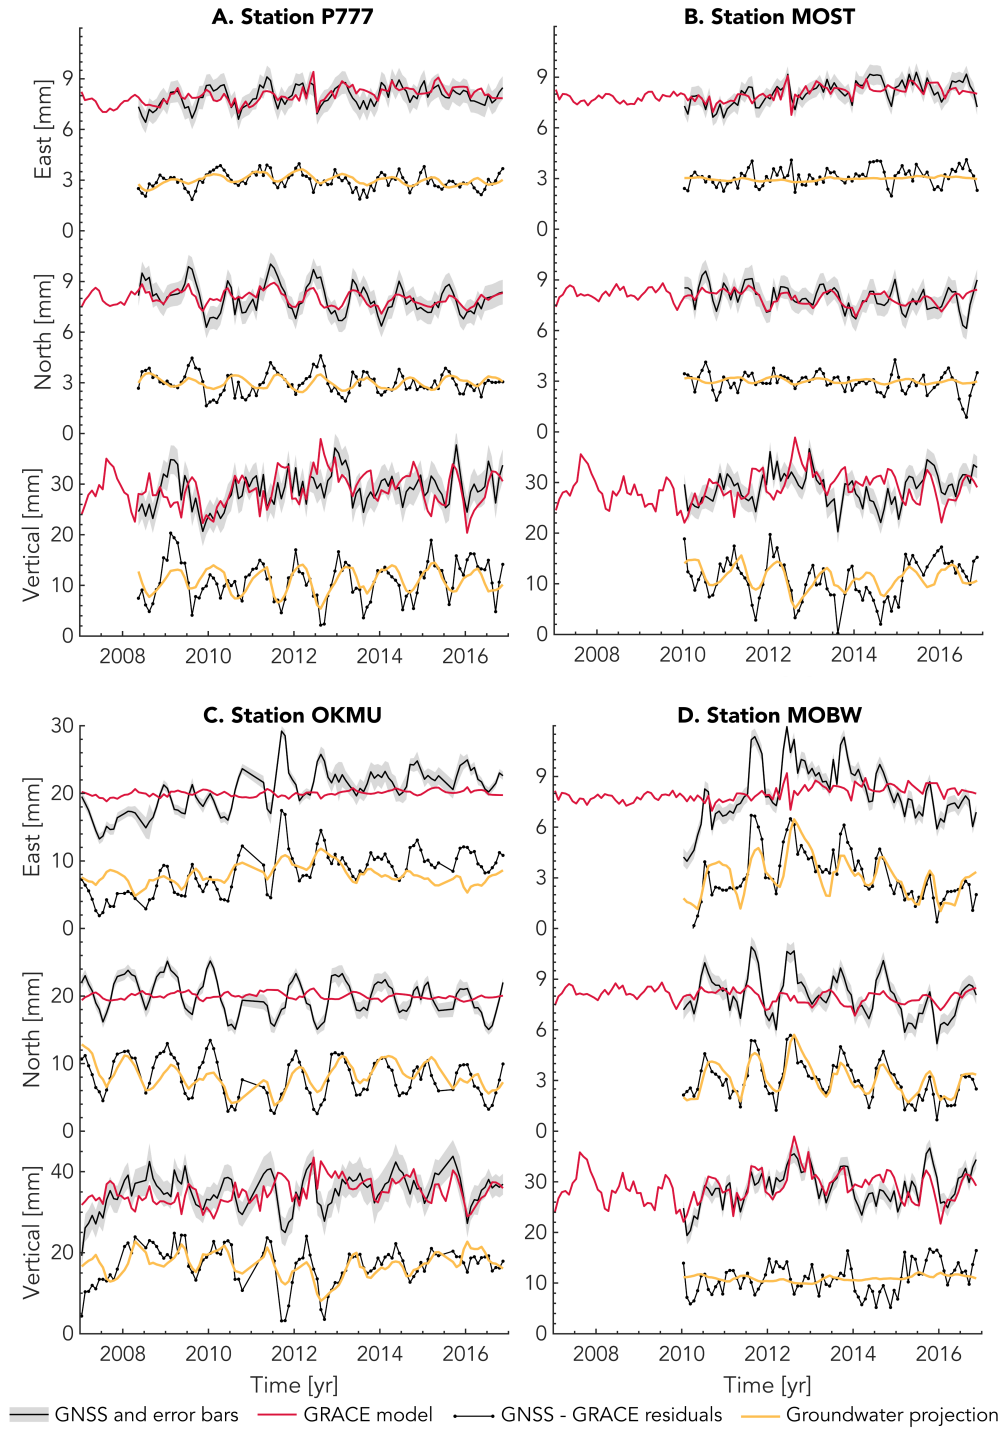 A. Station P777
B. Station MOST
East [mm]
9
6
3
0
9
6
3
0
North [mm]
9
6
3
0
9
6
3
0
Vertical [mm]
30
20
10
0
30
20
10
0
2008 2010 2012 2014 2016
2008 2010 2012 2014 2016
C. Station OKMU
D. Station MOBW
East [mm]
30
20
10
0
9
6
3
0
North [mm]
20
10
0
9
6
3
0
Vertical [mm]
40
20
0
30
20
10
0
2008 2010 2012 2014 2016
2008 2010 2012 2014 2016
Time [yr]
Time [yr]
GNSS and error bars GRACE model GNSS - GRACE residuals Groundwater projection